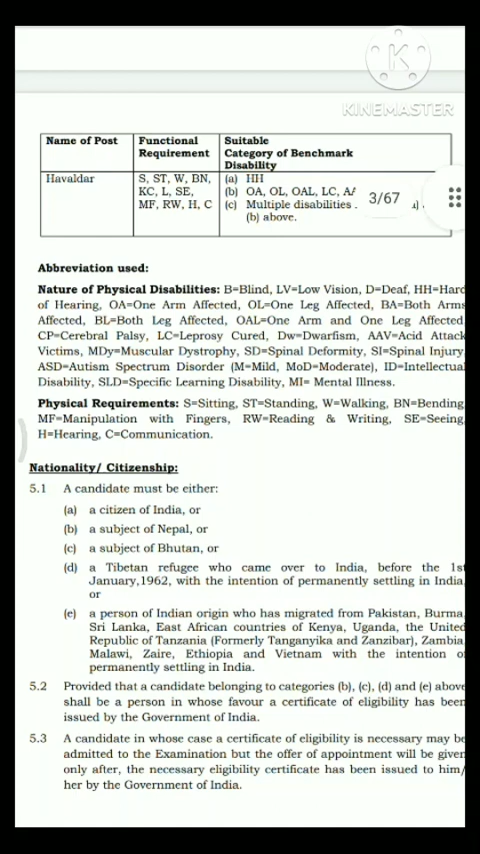 K
KINEMASTER
Name of Post Functional Requirement Suitable Category of Benchmark Disability
Havaldar S, ST, W, BN, KC, L, SE, MF, RW, H, C (a) HH
(b) OA, OL, OAL, LC,
(c) Multiple disabilities
(b) above.
3/67
Abbreviation used:
Nature of Physical Disabilities: B=Blind, LV=Low Vision, D=Deaf, HH=Hard
of Hearing, OA=One Arm Affected, OL=One Leg Affected, BA=Both Arms
Affected, BL=Both Leg Affected, OAL=One Arm and One Leg Affected
CP=Cerebral Palsy, LC=Leprosy Cured, Dw=Dwarfism, AAV=Acid Attack
Victims, MDy=Muscular Dystrophy, SD=Spinal Deformity, SI=Spinal Injury
ASD=Autism Spectrum Disorder (M=Mild, MoD=Moderate), ID=Intellectual
Disability, SLD=Specific Learning Disability, MI= Mental Illness.
Physical Requirements: S=Sitting, ST=Standing, W=Walking, BN=Bending
MF=Manipulation with Fingers, RW=Reading & Writing, SE=Seeing
H=Hearing, C=Communication.
Nationality/ Citizenship:
5.1 A candidate must be either:
(a) a citizen of India, or
(b) a subject of Nepal, or
(c) a subject of Bhutan, or
(d) a Tibetan refugee who came over to India, before the 1st
January,1962, with the intention of permanently settling in India
or
(e) a person of Indian origin who has migrated from Pakistan, Burma,
Sri Lanka, East African countries of Kenya, Uganda, the United
Republic of Tanzania (Formerly Tanganyika and Zanzibar), Zambia
Malawi, Zaire, Ethiopia and Vietnam with the intention of
permanently settling in India.
5.2 Provided that a candidate belonging to categories (b), (c), (d) and (e) above
shall be a person in whose favour a certificate of eligibility has been
issued by the Government of India.
5.3 A candidate in whose case a certificate of eligibility is necessary may be
admitted to the Examination but the offer of appointment will be given
only after, the necessary eligibility certificate has been issued to him/
her by the Government of India.